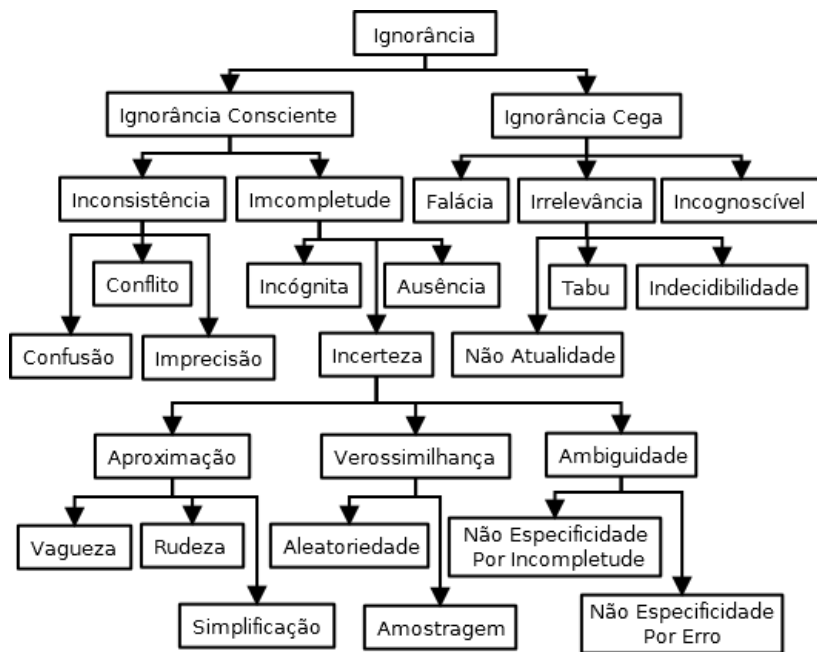 Ignorância
Ignorância Consciente
Ignorância Cega
Inconsistência
Imcompletude
Falácia
Irrelevância
Incognoscível
Conflito
Incógnita
Ausência
Tabu
Indecidibilidade
Confusão
Imprecisão
Incerteza
Não Atualidade
Aproximação
Verossimilhança
Ambiguidade
Vagueza
Rudeza
Aleatoriedade
Não Especificidade
Por Incompletude
Simplificação
Amostragem
Não Especificidade
Por Erro